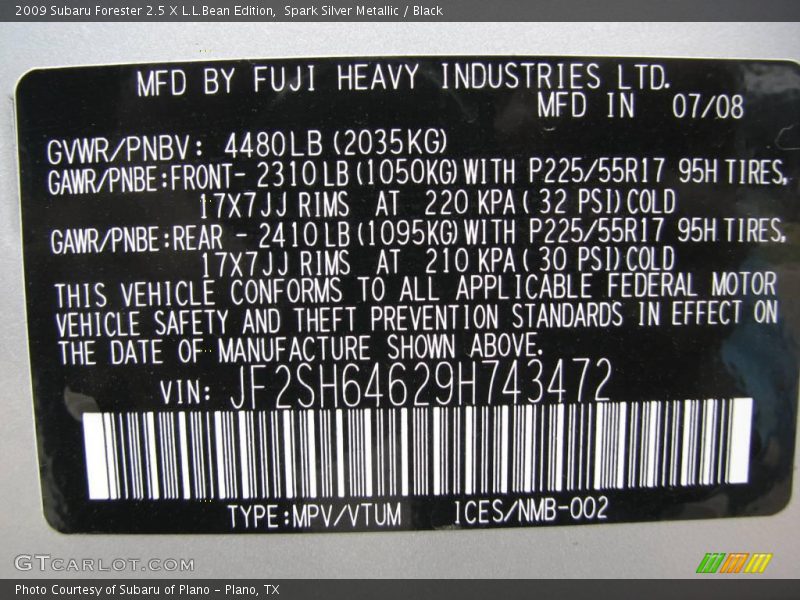 2009 Subaru Forester 2.5 X L.L.Bean Edition,  Spark Silver Metallic / Black
MFD BY FUJI HEAVY INDUSTRIES LTD.
MFD IN 07/08
GVWR/PNBV: 4480LB (2035KG)
GAWR/PNBE:FRONT- 2310LB (1050KG) WITH P225/55R17 95H TIRES,
17X7JJ RIMS AT 220 KPA ( 32 PSI) COLD
GAWR/PNBE:REAR - 2410LB (1095KG) WITH P225/55R17 95H TIRES,
17X7JJ RIMS AT 210 KPA ( 30 PSI) COLD
THIS VEHICLE CONFORMS TO ALL APPLICABLE FEDERAL MOTOR
VEHICLE SAFETY AND THEFT PREVENTION STANDARDS IN EFFECT ON
THE DATE OF MANUFACTURE SHOWN ABOVE.
VIN: JF2SH64629H743472
TYPE:MPV/VTUM ICES/NMB-002
GTCARLOT.COM
Photo Courtesy of Subaru of Plano - Plano, TX